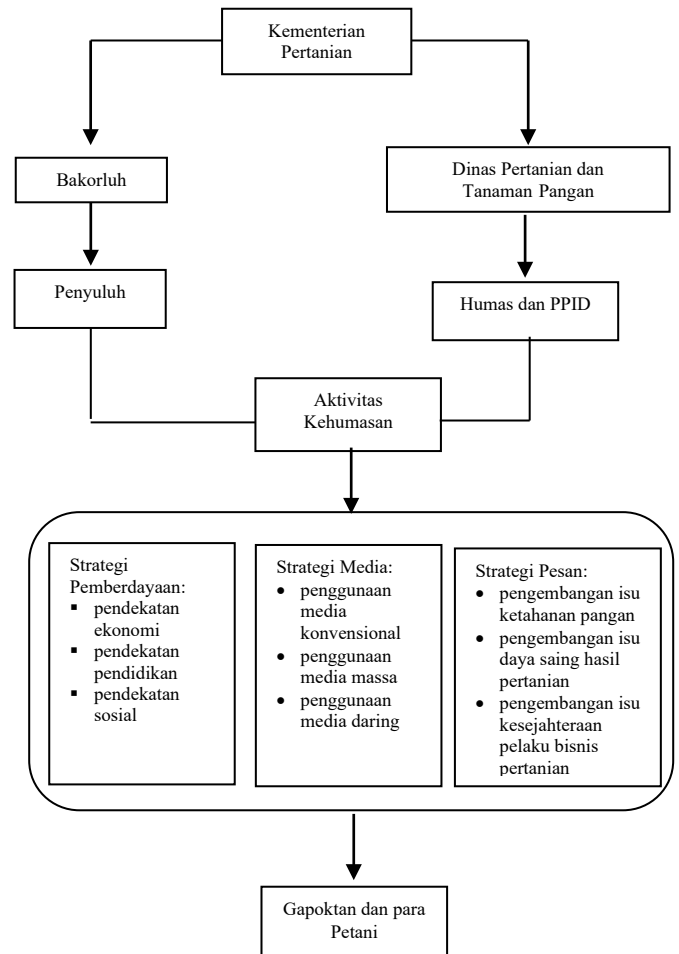 Kementerian
Pertanian
Bakorluh
Dinas Pertanian dan
Tanaman Pangan
Penyuluh
Humas dan PPID
Aktivitas
Kehumasan
Strategi
Pemberdayaan:
▪ pendekatan
ekonomi
▪ pendekatan
pendidikan
▪ pendekatan
sosial
Strategi Media:
• penggunaan
media
konvensional
• penggunaan
media massa
• penggunaan
media daring
Strategi Pesan:
• pengembangan isu
ketahanan pangan
• pengembangan isu
daya saing hasil
pertanian
• pengembangan isu
kesejahteraan
pelaku bisnis
pertanian
Gapoktan dan para
Petani